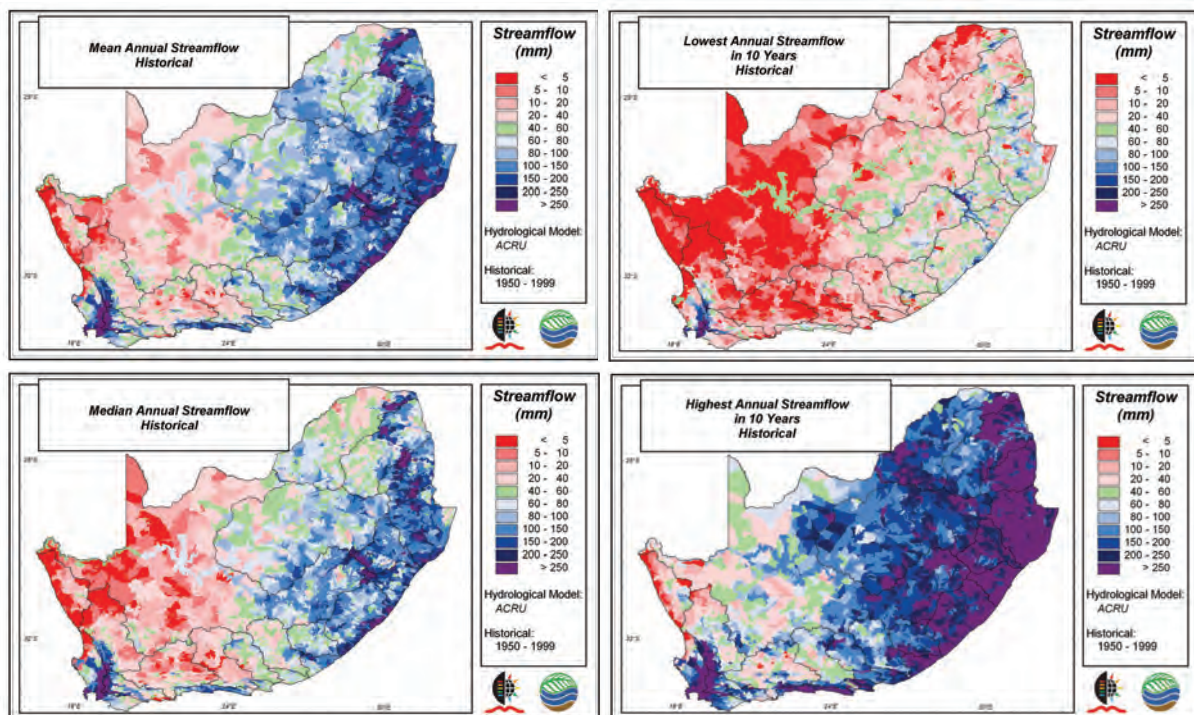 Mean Annual Streamflow
Historical
Streamflow
(mm)
< 5
5 - 10
10 - 20
20 - 40
40 - 60
60 - 80
80 - 100
100 - 150
150 - 200
200 - 250
> 250
Hydrological Model:
ACRU
Historical:
1950 - 1999
Lowest Annual Streamflow
in 10 Years
Historical
Streamflow
(mm)
< 5
5 - 10
10 - 20
20 - 40
40 - 60
60 - 80
80 - 100
100 - 150
150 - 200
200 - 250
> 250
Hydrological Model:
ACRU
Historical:
1950 - 1999
Median Annual Streamflow
Historical
Streamflow
(mm)
< 5
5 - 10
10 - 20
20 - 40
40 - 60
60 - 80
80 - 100
100 - 150
150 - 200
200 - 250
> 250
Hydrological Model:
ACRU
Historical:
1950 - 1999
Highest Annual Streamflow
in 10 Years
Historical
Streamflow
(mm)
< 5
5 - 10
10 - 20
20 - 40
40 - 60
60 - 80
80 - 100
100 - 150
150 - 200
200 - 250
> 250
Hydrological Model:
ACRU
Historical:
1950 - 1999